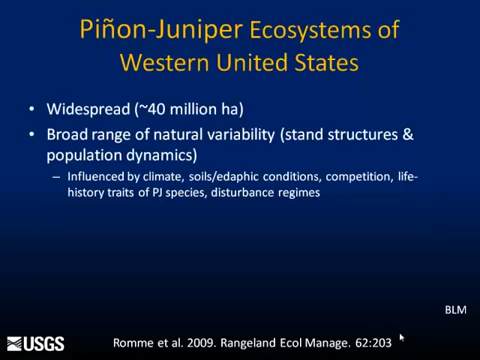 Piñon-Juniper Ecosystems of
Western United States
• Widespread (~40 million ha)
• Broad range of natural variability (stand structures &
population dynamics)
– Influenced by climate, soils/edaphic conditions, competition, life-
history traits of PJ species, disturbance regimes
BLM
USGS
Romme et al. 2009. Rangeland Ecol Manage. 62:203